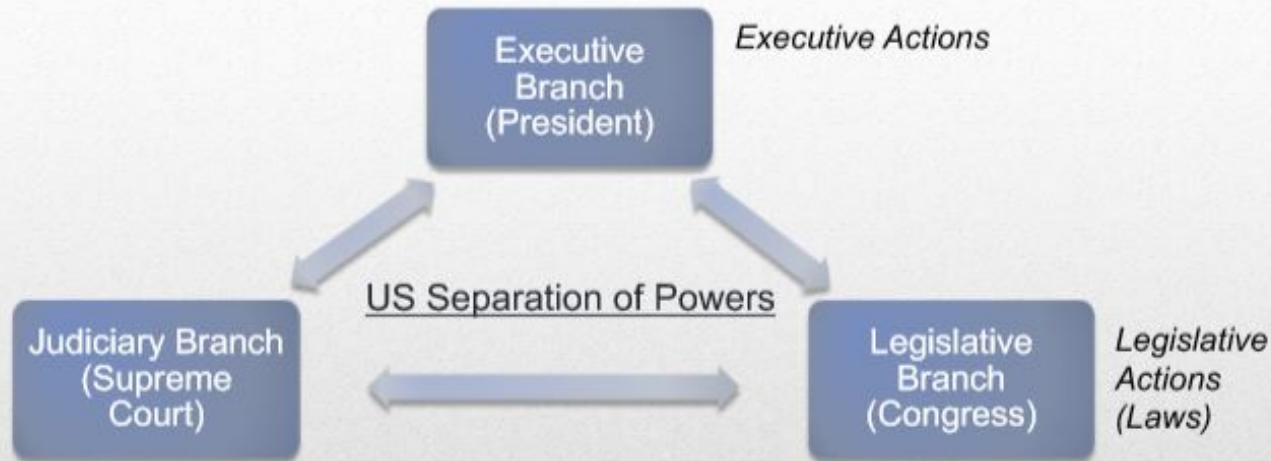 Executive
Branch
(President)
Executive Actions
US Separation of Powers
Judiciary Branch
(Supreme
Court)
Legislative
Branch
(Congress)
Legislative
Actions
(Laws)